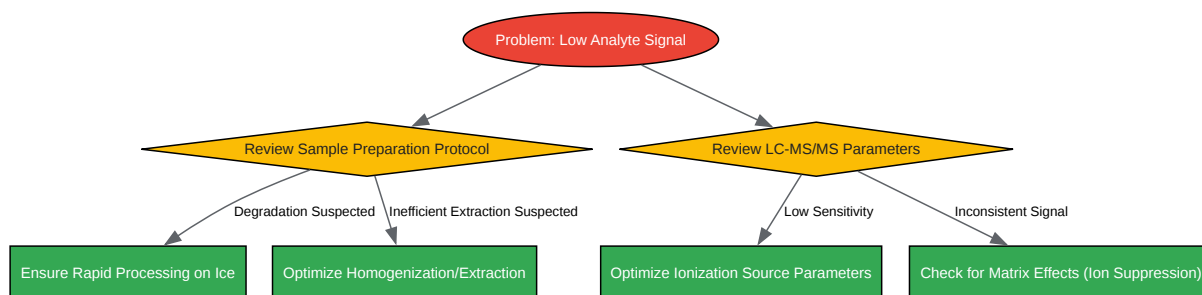 Problem: Low Analyte Signal
Review Sample Preparation Protocol
Review LC-MS/MS Parameters
Degradation Suspected
Inefficient Extraction Suspected
Low Sensitivity
Inconsistent Signal
Ensure Rapid Processing on Ice
Optimize Homogenization/Extraction
Optimize Ionization Source Parameters
Check for Matrix Effects (Ion Suppression)